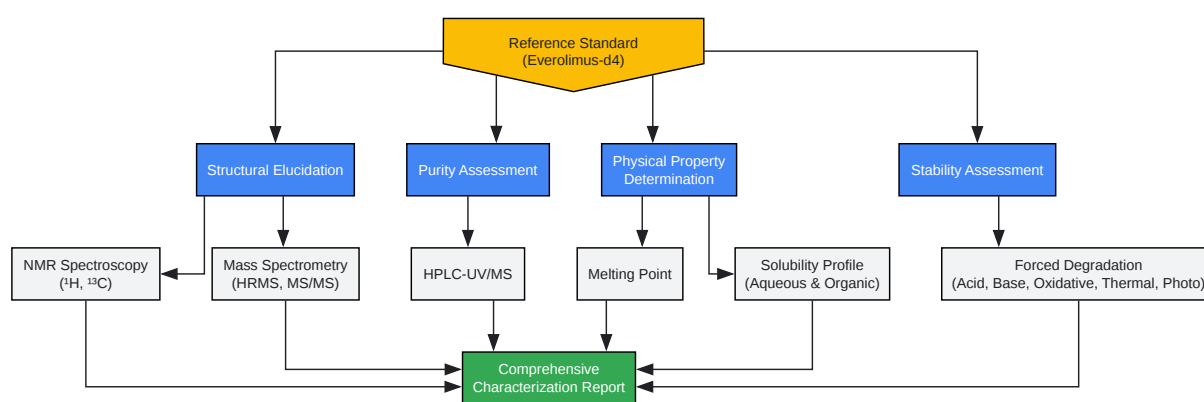 Reference Standard
(Everolimus-d4)
Structural Elucidation
Purity Assessment
Physical Property
Determination
Stability Assessment
NMR Spectroscopy
(¹H, ¹³C)
Mass Spectrometry
(HRMS, MS/MS)
HPLC-UV/MS
Melting Point
Solubility Profile
(Aqueous & Organic)
Forced Degradation
(Acid, Base, Oxidative, Thermal, Photo)
Comprehensive
Characterization Report